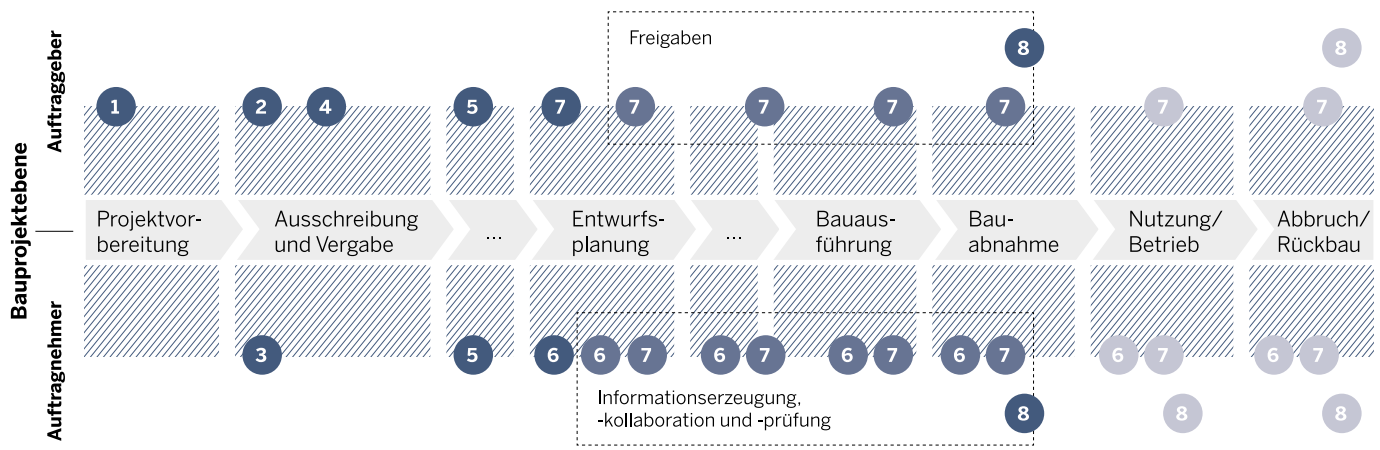 Bauprojektebene
Auftraggeber
Auftragnehmer
Freigaben
8
8
1
2
4
5
7
7
7
7
7
7
7
Projektvor-
bereitung
Ausschreibung
und Vergabe
...
Entwurfs-
planung
...
Bauaus-
führung
Bau-
abnahme
Nutzung/
Betrieb
Abbruch/
Rückbau
3
5
6
6
7
6
7
6
7
6
7
6
7
6
7
Informationserzeugung,
-kollaboration und -prüfung
8
8
8